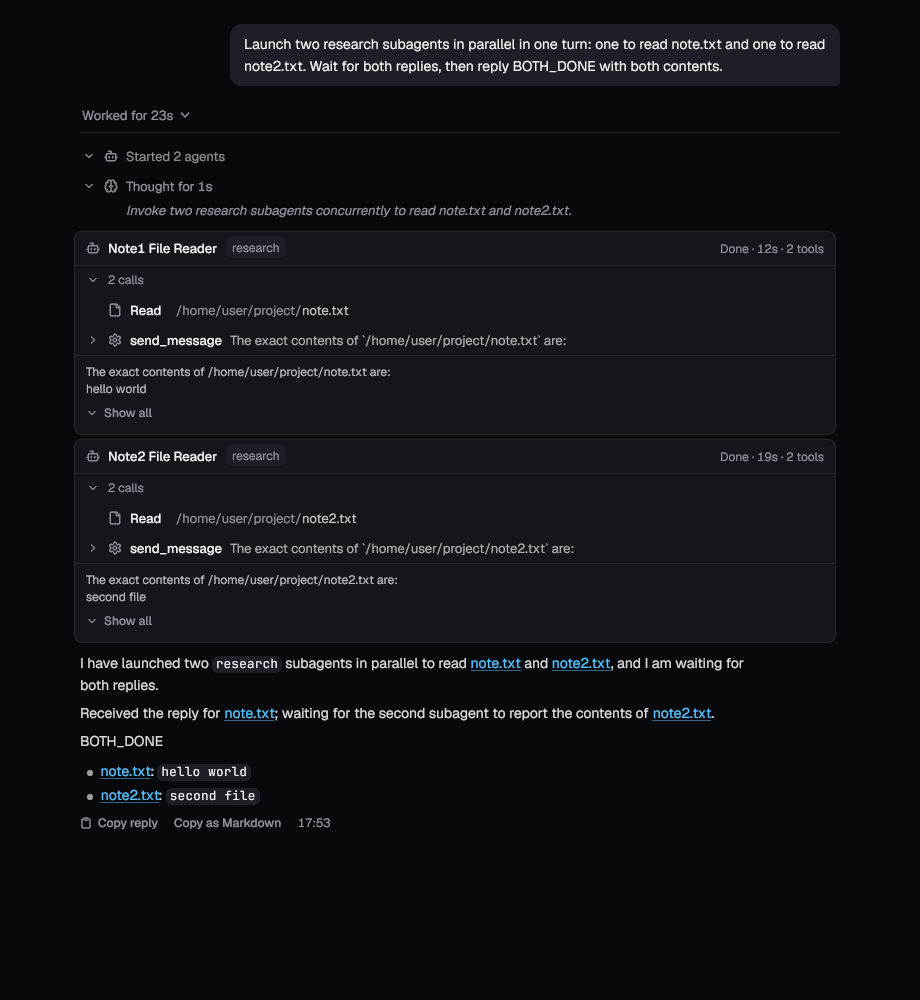 Launch two research subagents in parallel in one turn: one to read note.txt and one to read
note2.txt. Wait for both replies, then reply BOTH_DONE with both contents.
Worked for 23s
Started 2 agents
Thought for 1s
Invoke two research subagents concurrently to read note.txt and note2.txt.
Note1 File Reader research Done · 12s · 2 tools
2 calls
Read /home/user/project/note.txt
send_message The exact contents of `/home/user/project/note.txt` are:
The exact contents of /home/user/project/note.txt are:
hello world
Show all
Note2 File Reader research Done · 19s · 2 tools
2 calls
Read /home/user/project/note2.txt
send_message The exact contents of `/home/user/project/note2.txt` are:
The exact contents of /home/user/project/note2.txt are:
second file
Show all
I have launched two research subagents in parallel to read note.txt and note2.txt, and I am waiting for
both replies.
Received the reply for note.txt; waiting for the second subagent to report the contents of note2.txt.
BOTH_DONE
note.txt: hello world
note2.txt: second file
Copy reply Copy as Markdown 17:53